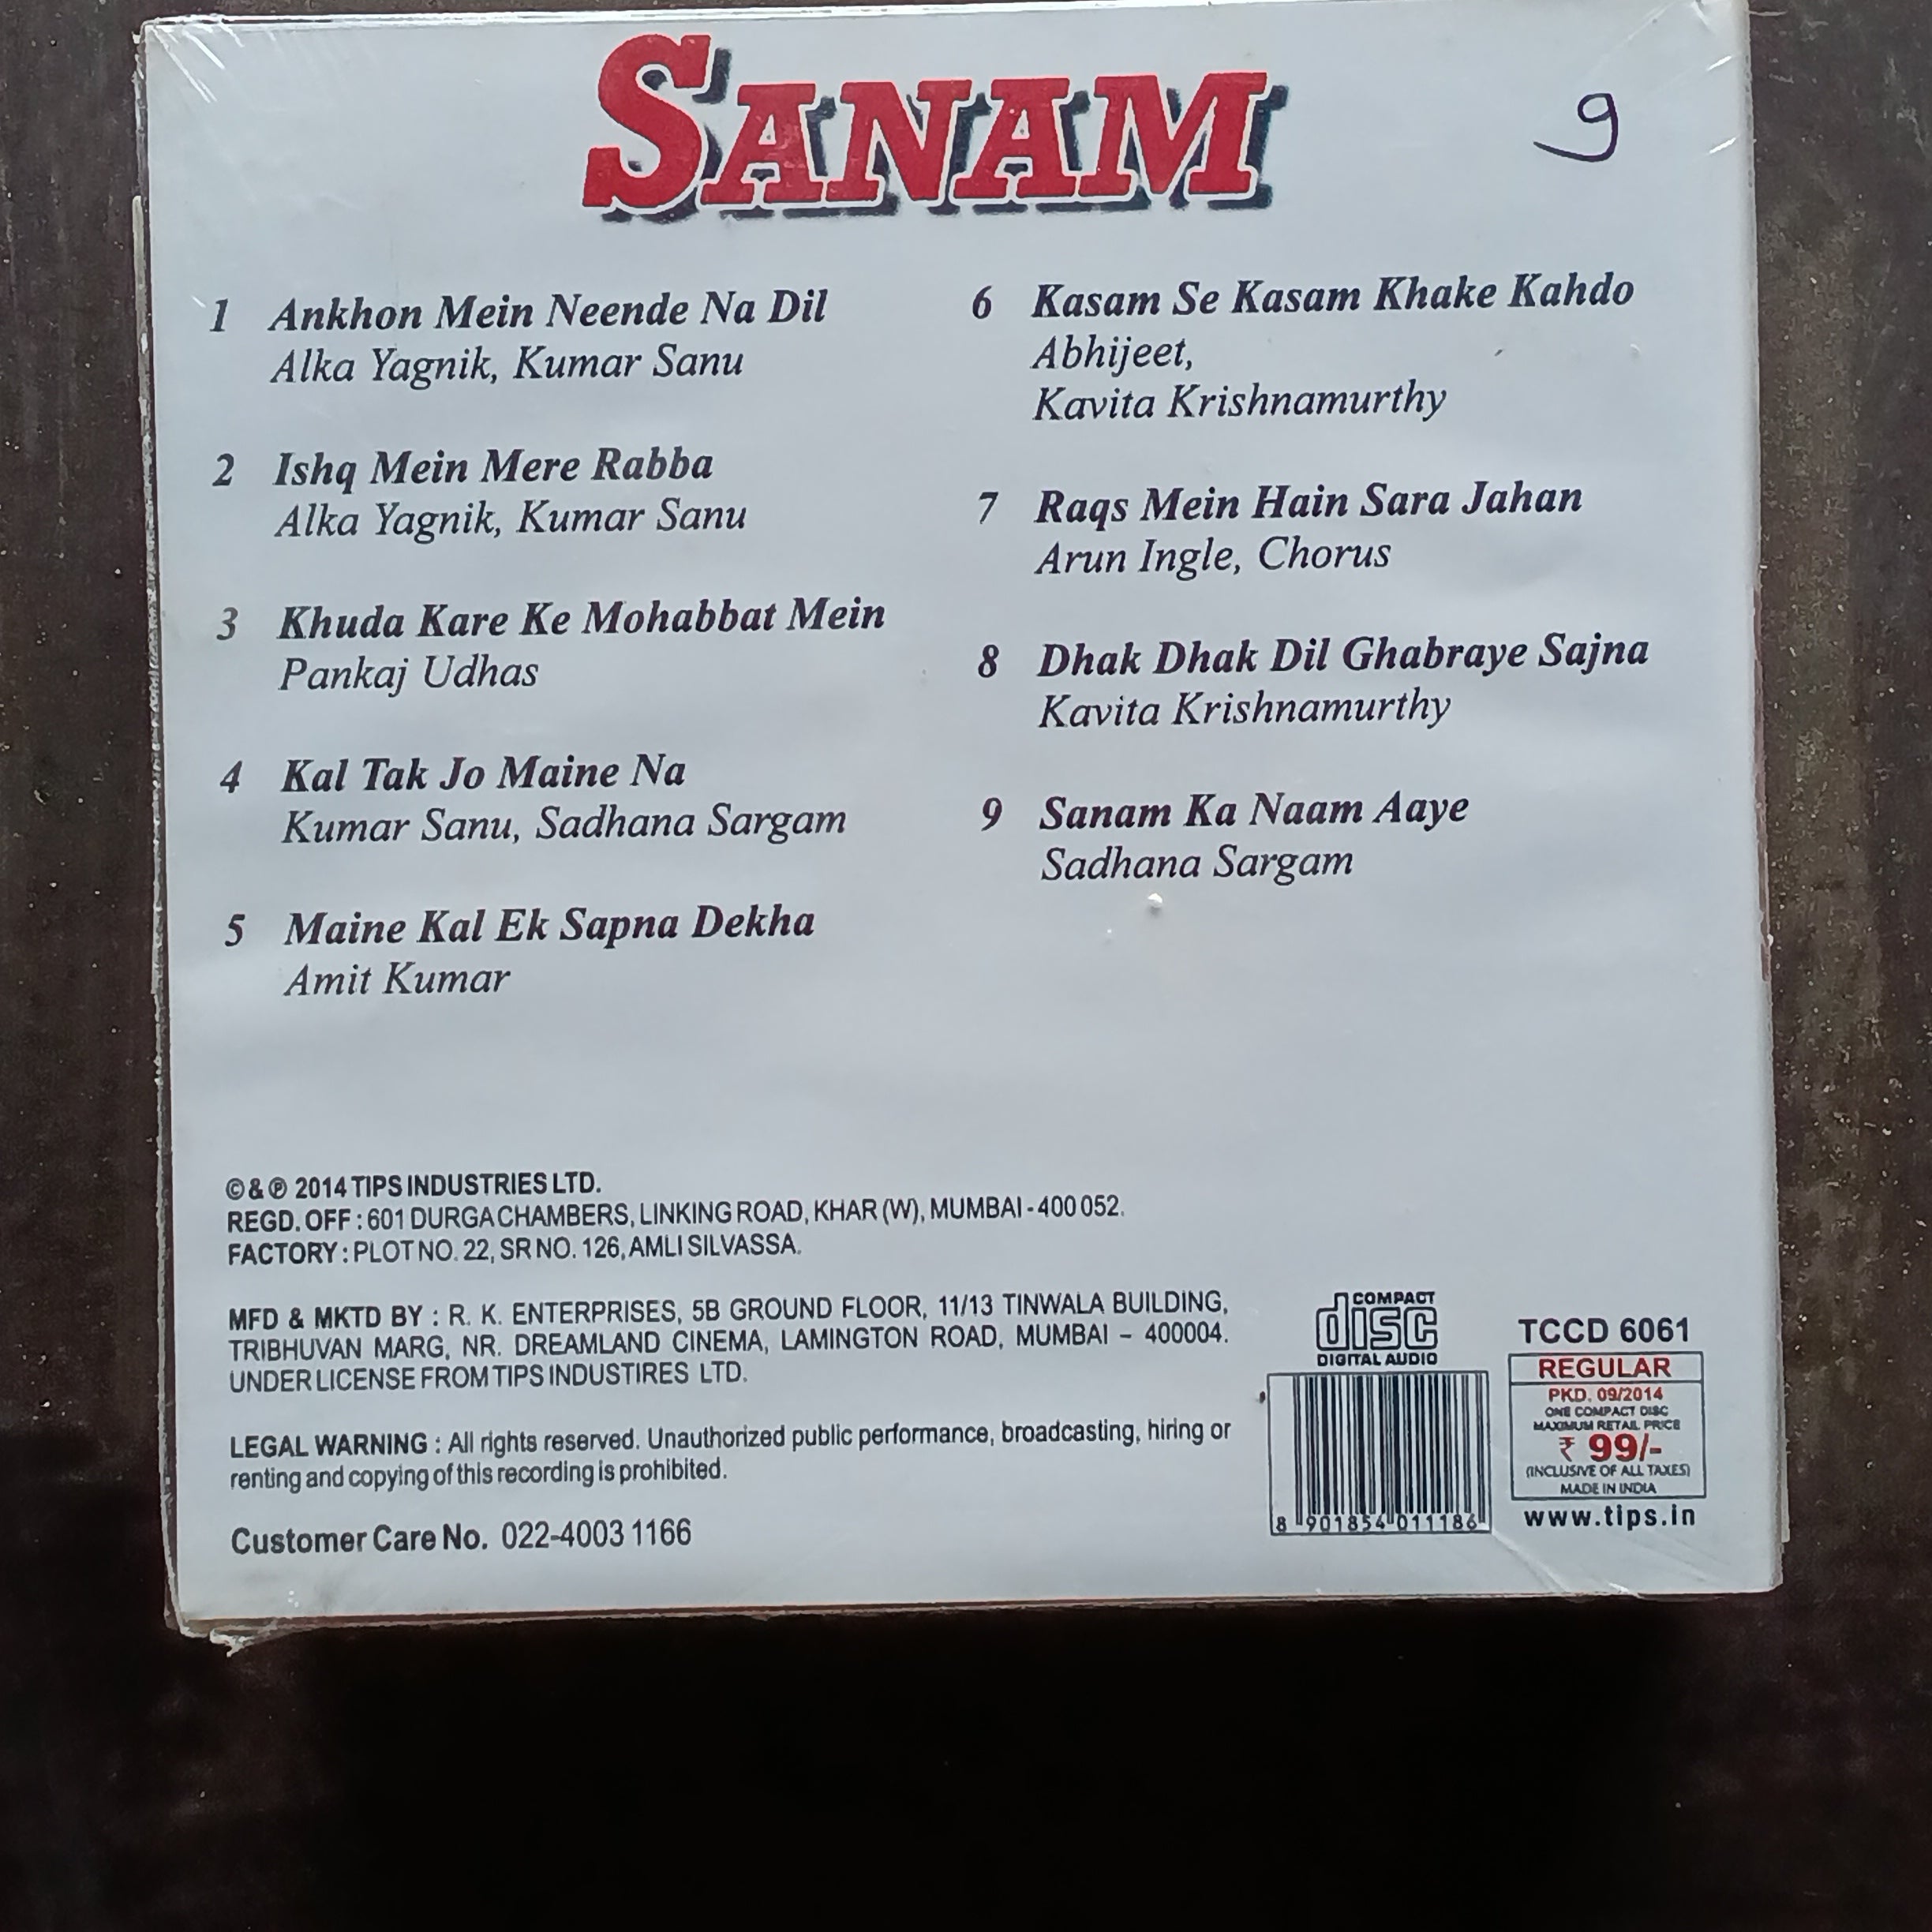 SANAM
9
1 Ankhon Mein Neende Na Dil
Alka Yagnik, Kumar Sanu
2 Ishq Mein Mere Rabba
Alka Yagnik, Kumar Sanu
3 Khuda Kare Ke Mohabbat Mein
Pankaj Udhas
4 Kal Tak Jo Maine Na
Kumar Sanu, Sadhana Sargam
5 Maine Kal Ek Sapna Dekha
Amit Kumar
6 Kasam Se Kasam Khake Kahdo
Abhijeet,
Kavita Krishnamurthy
7 Raqs Mein Hain Sara Jahan
Arun Ingle, Chorus
8 Dhak Dhak Dil Ghabraye Sajna
Kavita Krishnamurthy
9 Sanam Ka Naam Aaye
Sadhana Sargam
©&℗ 2014 TIPS INDUSTRIES LTD.
REGD. OFF : 601 DURGA CHAMBERS, LINKING ROAD, KHAR (W), MUMBAI - 400 052.
FACTORY : PLOT NO. 22, SR NO. 126, AMLI SILVASSA.
MFD & MKTD BY : R. K. ENTERPRISES, 5B GROUND FLOOR, 11/13 TINWALA BUILDING,
TRIBHUVAN MARG, NR. DREAMLAND CINEMA, LAMINGTON ROAD, MUMBAI – 400004.
UNDER LICENSE FROM TIPS INDUSTIRES LTD.
LEGAL WARNING : All rights reserved. Unauthorized public performance, broadcasting, hiring or
renting and copying of this recording is prohibited.
Customer Care No. 022-4003 1166
COMPACT
disc
DIGITAL AUDIO
8 901854 011186
TCCD 6061
REGULAR
PKD. 09/2014
ONE COMPACT DISC
MAXIMUM RETAIL PRICE
₹ 99/-
(INCLUSIVE OF ALL TAXES)
MADE IN INDIA
www.tips.in